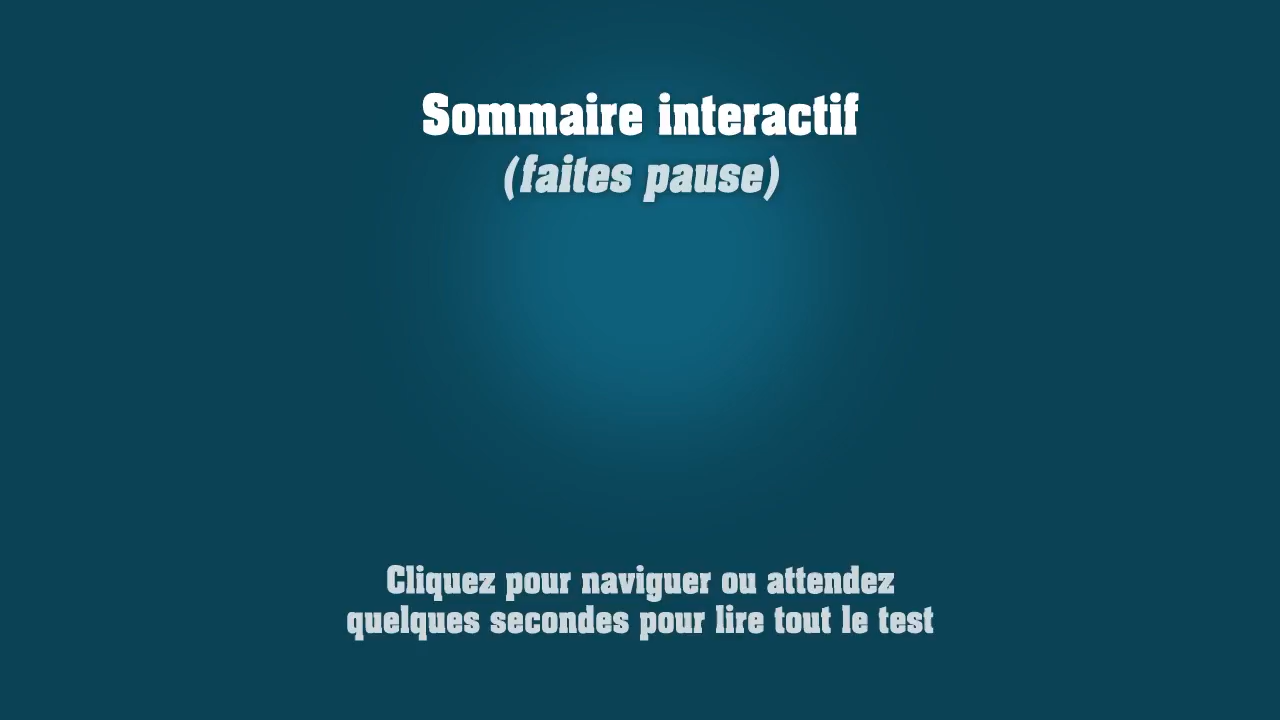 Sommaire interactif
(faites pause)
Cliquez pour naviguer ou attendez
quelques secondes pour lire tout le test